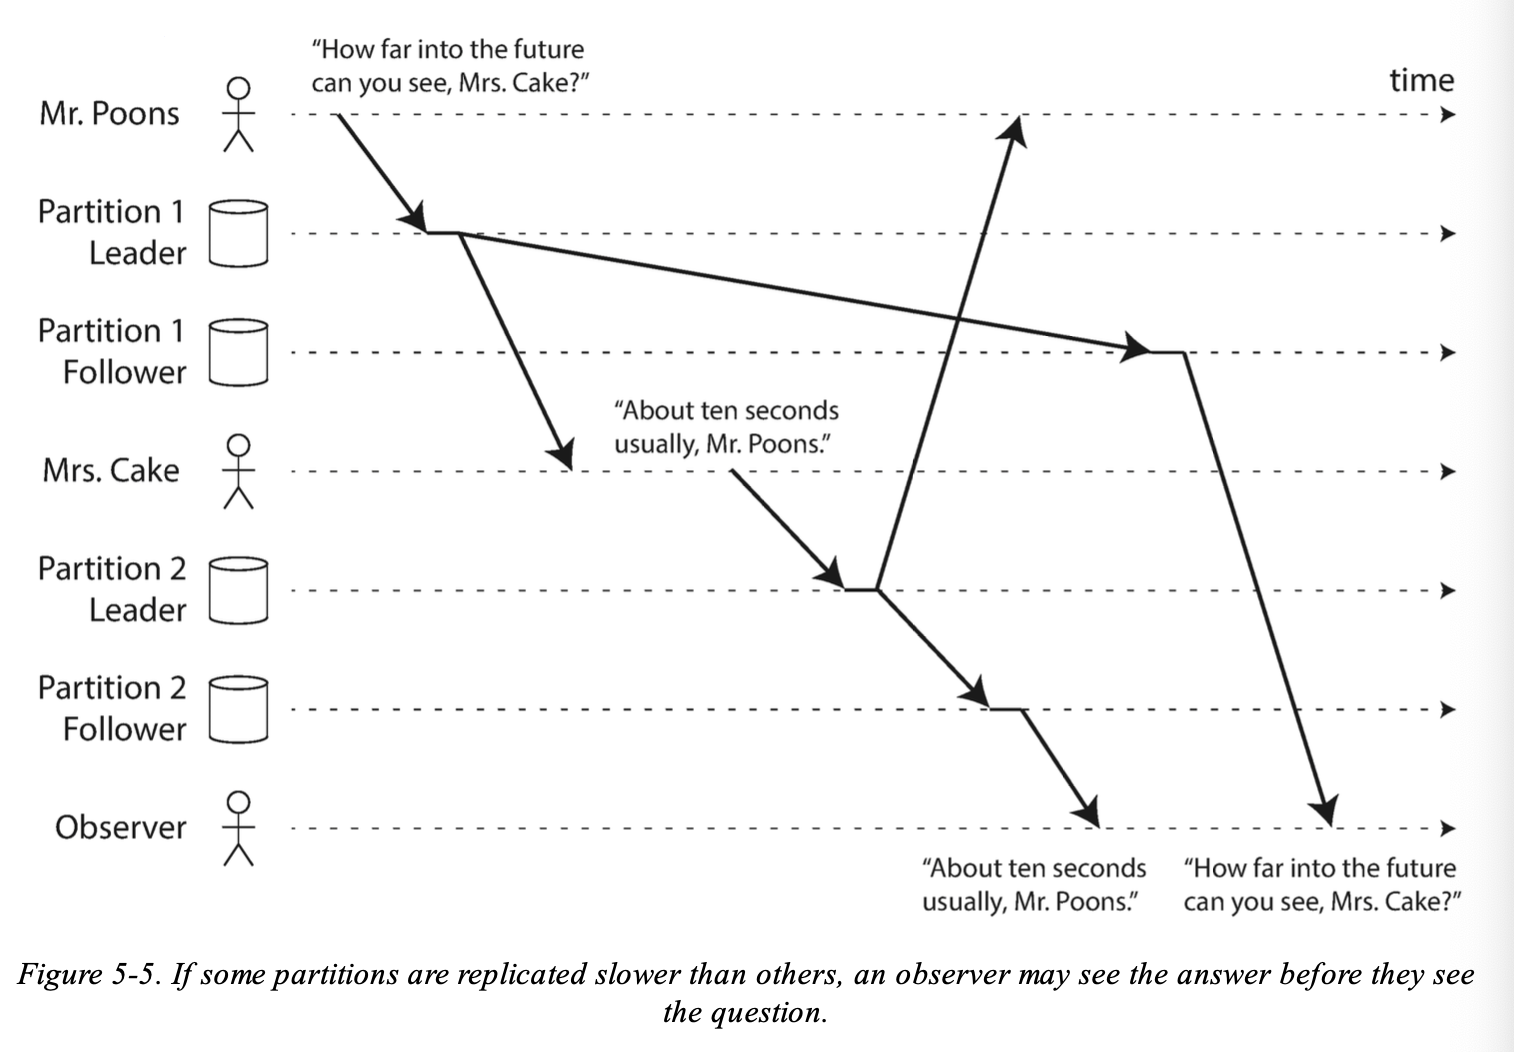 “How far into the future
can you see, Mrs. Cake?”
time
Mr. Poons
Partition 1
Leader
Partition 1
Follower
“About ten seconds
usually, Mr. Poons.”
Mrs. Cake
Partition 2
Leader
Partition 2
Follower
Observer
“About ten seconds
usually, Mr. Poons.”
“How far into the future
can you see, Mrs. Cake?”
Figure 5-5. If some partitions are replicated slower than others, an observer may see the answer before they see
the question.